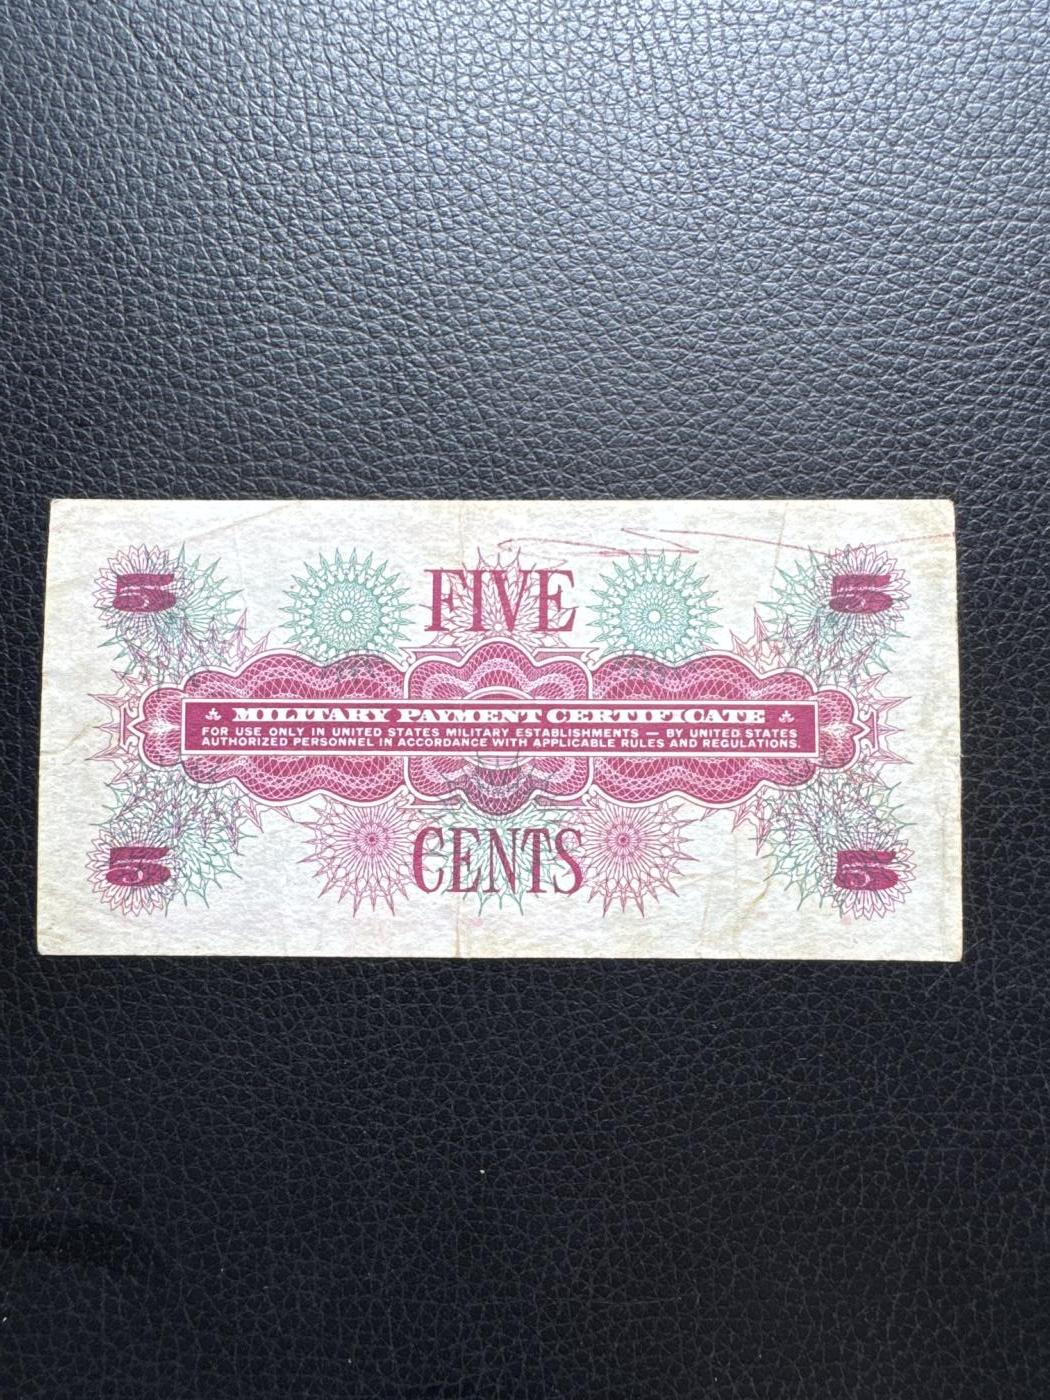 5 FIVE 5
MILITARY PAYMENT CERTIFICATE
FOR USE ONLY IN UNITED STATES MILITARY ESTABLISHMENTS — BY UNITED STATES
AUTHORIZED PERSONNEL IN ACCORDANCE WITH APPLICABLE RULES AND REGULATIONS.
5 CENTS 5